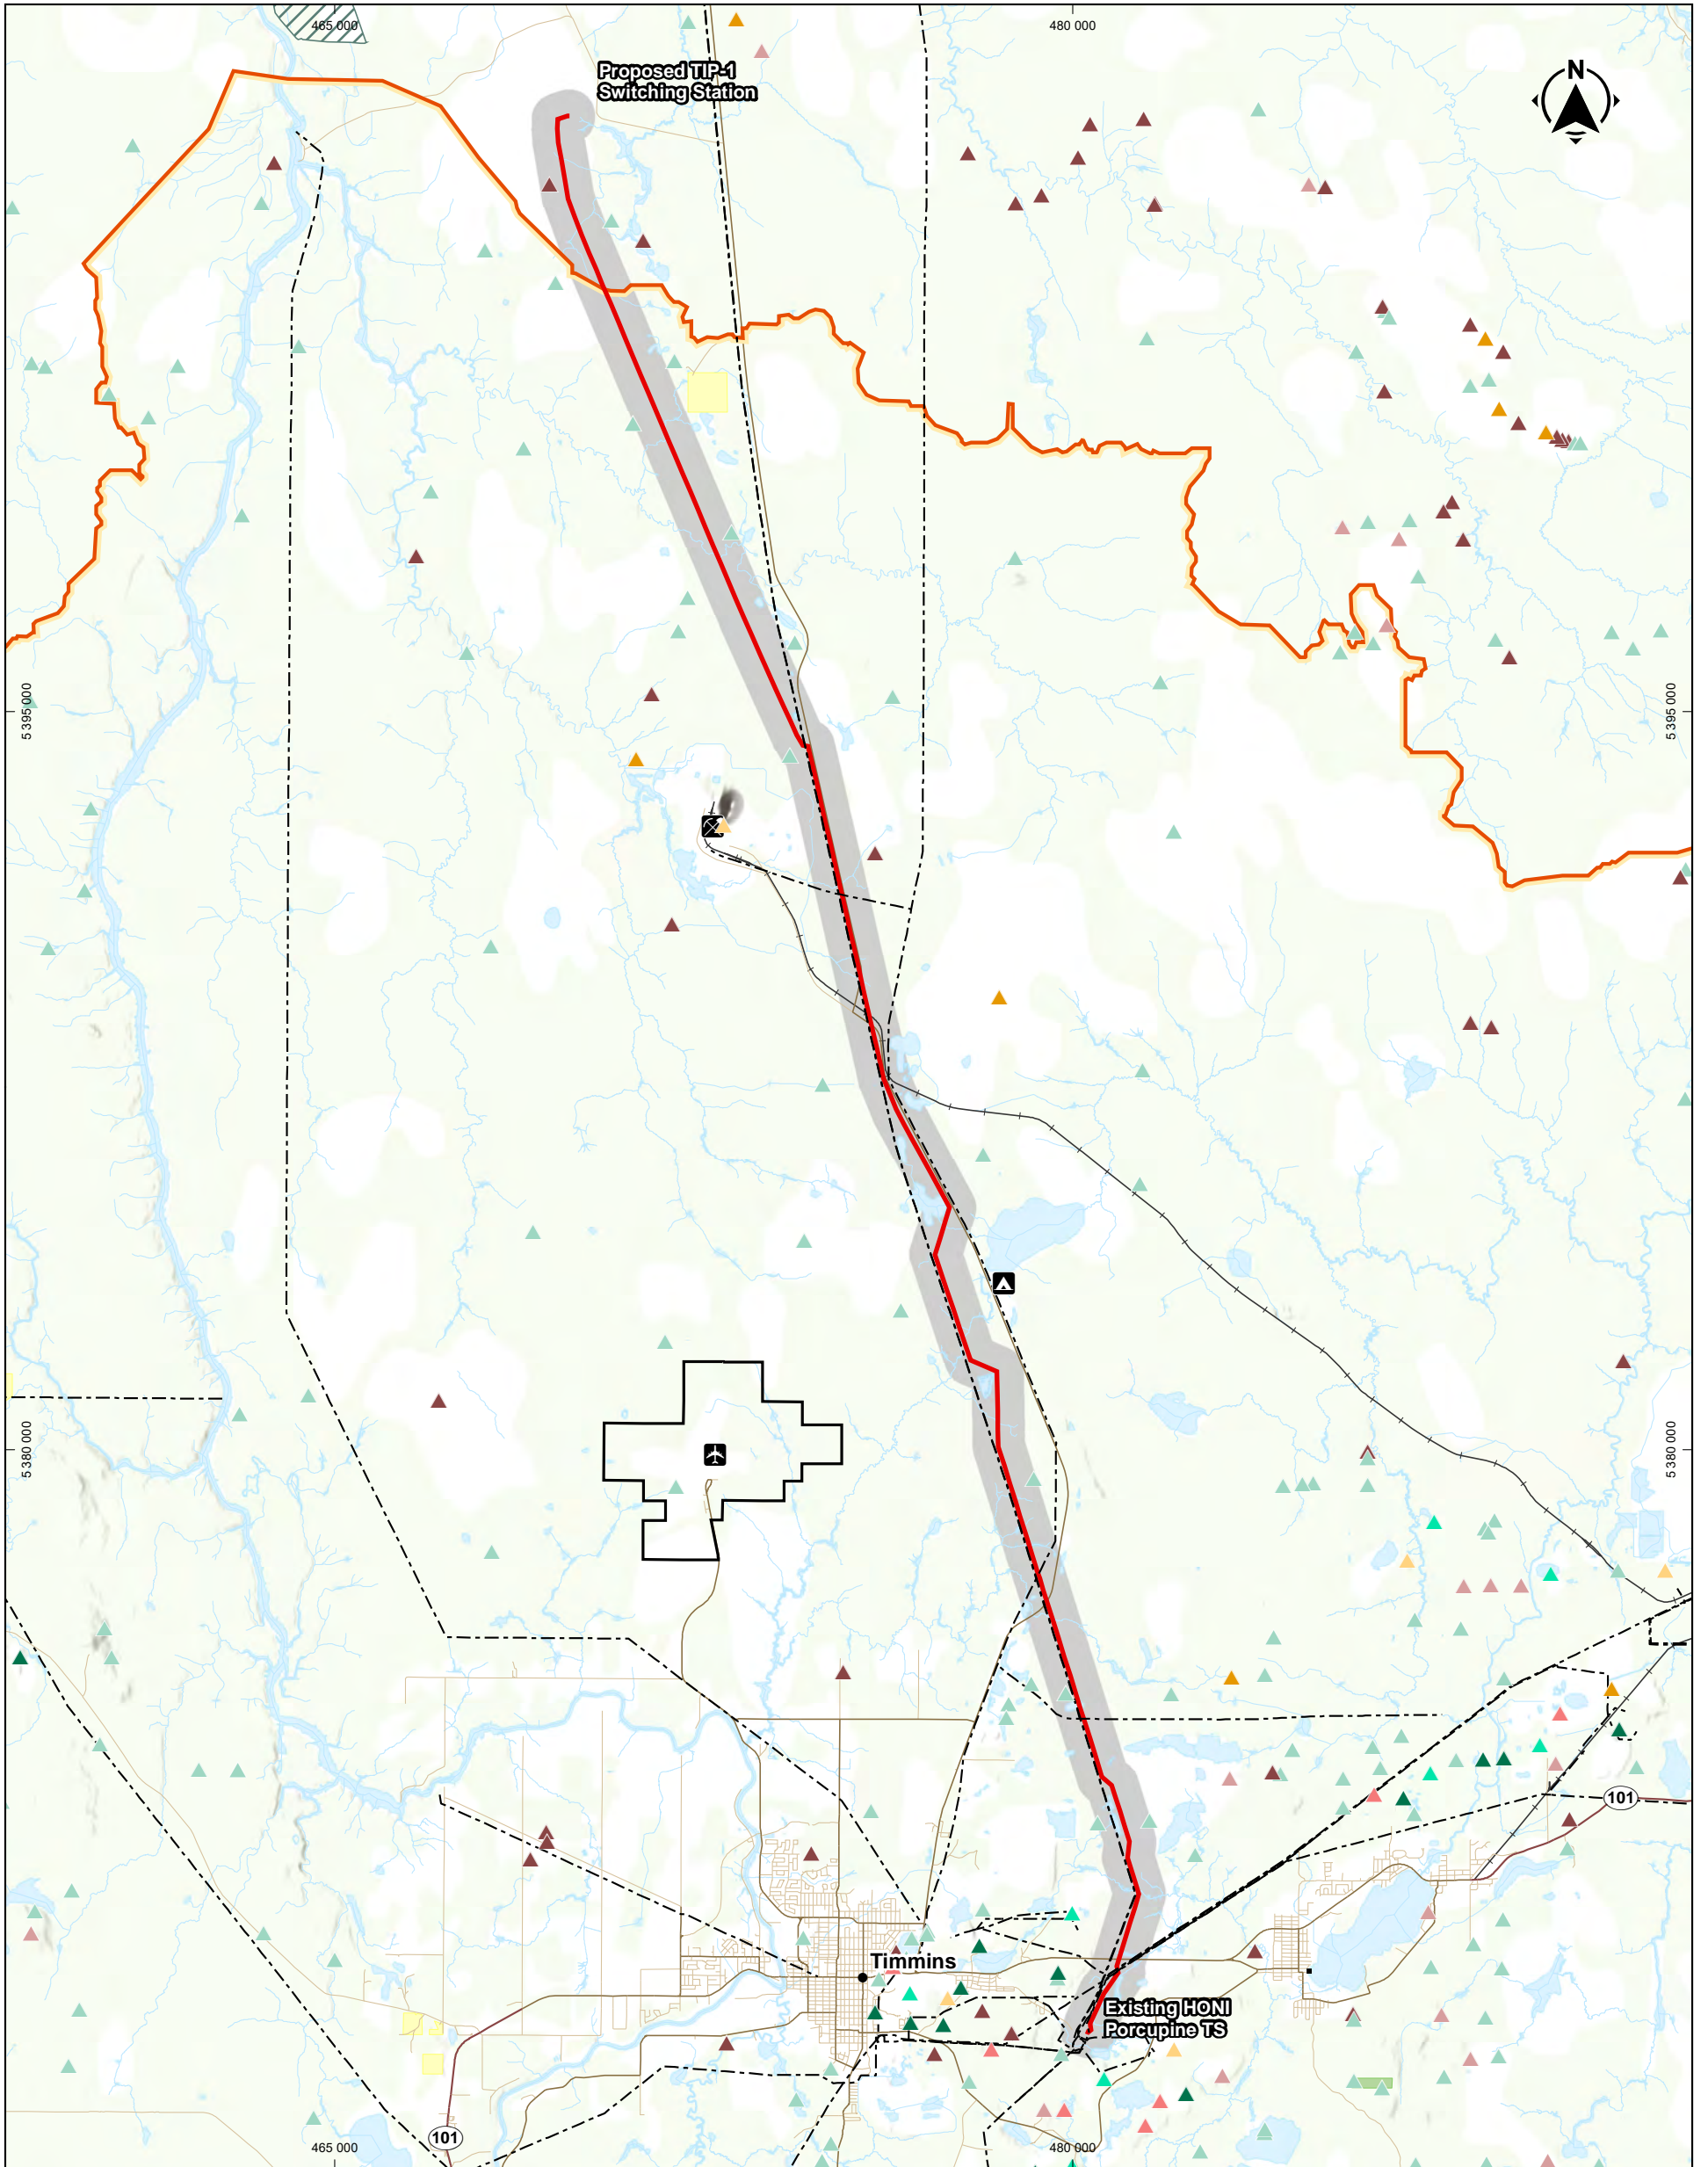 465 000
480 000
N
Proposed TIP-1
Switching Station
5 395 000
5 395 000
5 380 000
5 380 000
101
Timmins
Existing HONI
Porcupine TS
101
465 000
480 000